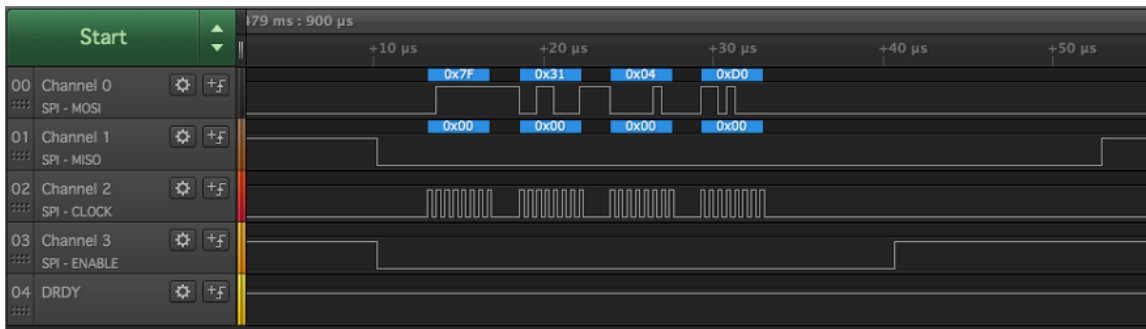 Start
479 ms : 900 μs
+10 μs +20 μs +30 μs +40 μs +50 μs
00 Channel 0
SPI - MOSI
0x7F 0x31 0x04 0xD0
01 Channel 1
SPI - MISO
0x00 0x00 0x00 0x00
02 Channel 2
SPI - CLOCK
03 Channel 3
SPI - ENABLE
04 DRDY